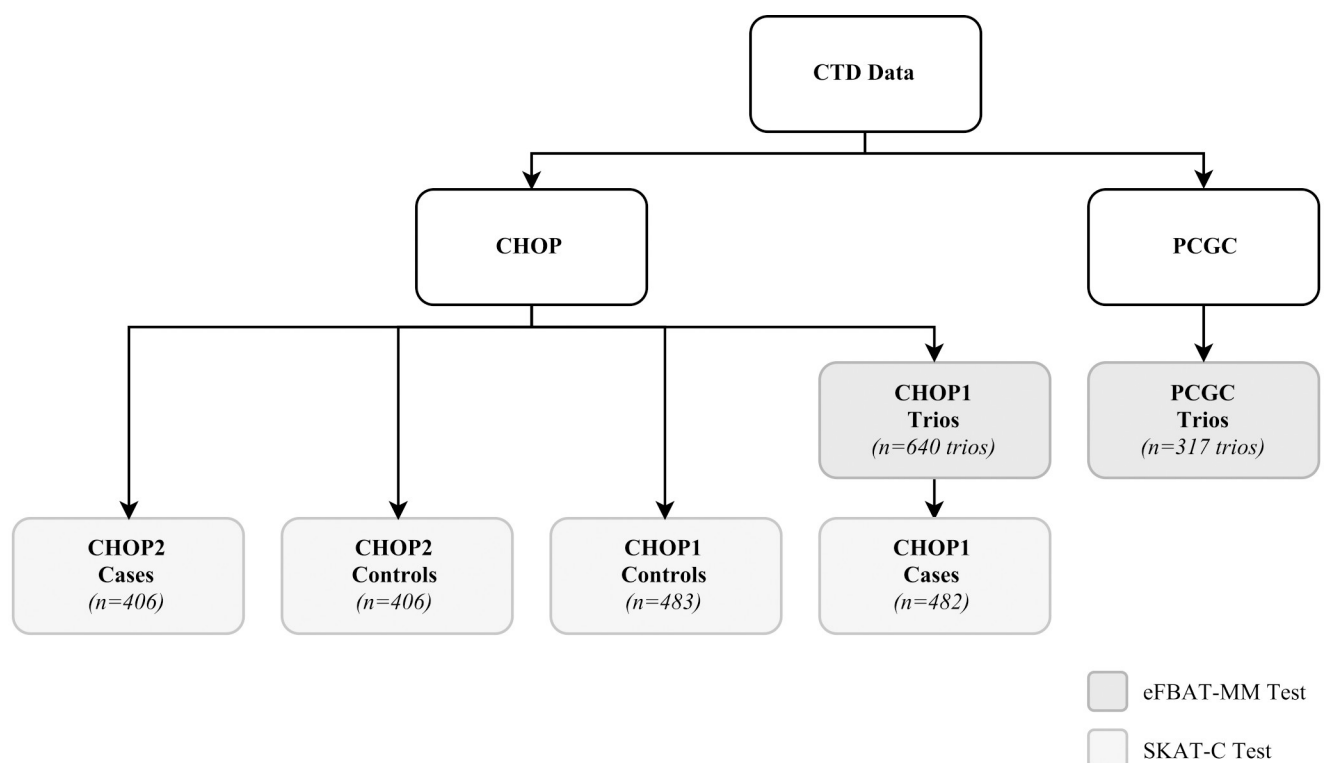 CTD Data
CHOP
PCGC
CHOP1
Trios
(n=640 trios)
PCGC
Trios
(n=317 trios)
CHOP2
Cases
(n=406)
CHOP2
Controls
(n=406)
CHOP1
Controls
(n=483)
CHOP1
Cases
(n=482)
eFBAT-MM Test
SKAT-C Test